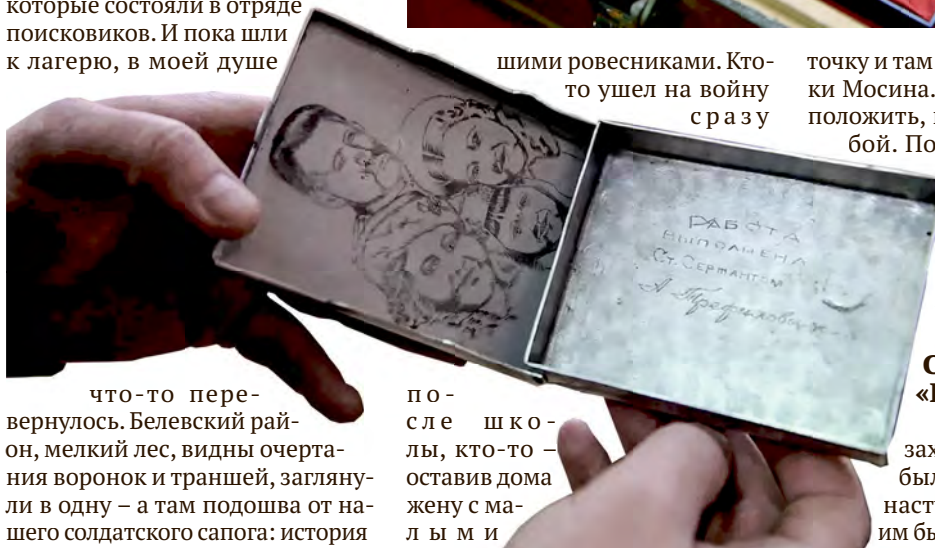 которые состояли в отряде
поисковиков. И пока шли
к лагерю, в моей душе
что-то пере-
вернулось. Белевский рай-
он, мелкий лес, видны очерта-
ния воронок и траншей, загляну-
ли в одну – а там подошва от на-
шего солдатского сапога: история
шими ровесниками. Кто-
то ушел на войну
сразу
по-
сле шко-
лы, кто-то –
оставив дома
жену с ма-
лыми
точку и там
ки Мосина.
положить,
бой. По
РАБОТА
ВЫПОЛНЕНА
Ст. Сержантом
зах
был
наст
им бы